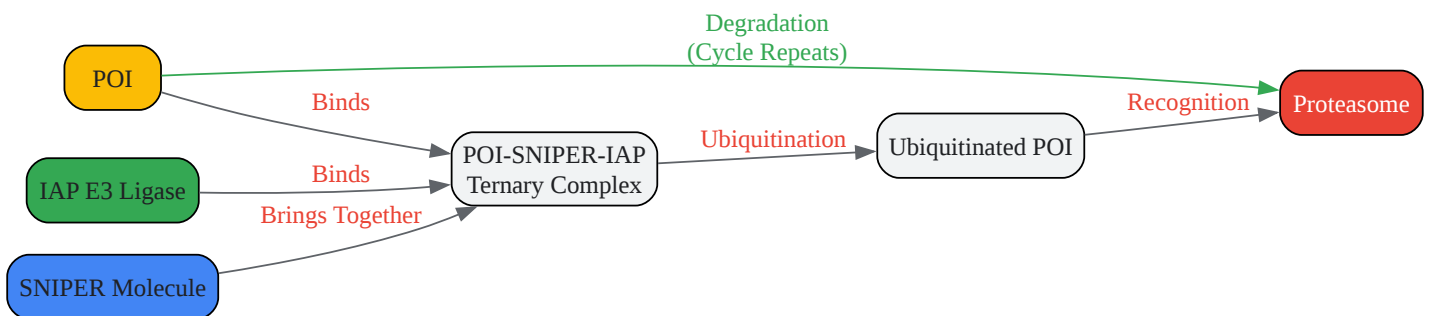 Degradation
(Cycle Repeats)
POI
Binds
Recognition
Proteasome
Ubiquitination
Ubiquitinated POI
POI-SNIPER-IAP
Ternary Complex
Binds
IAP E3 Ligase
Brings Together
SNIPER Molecule